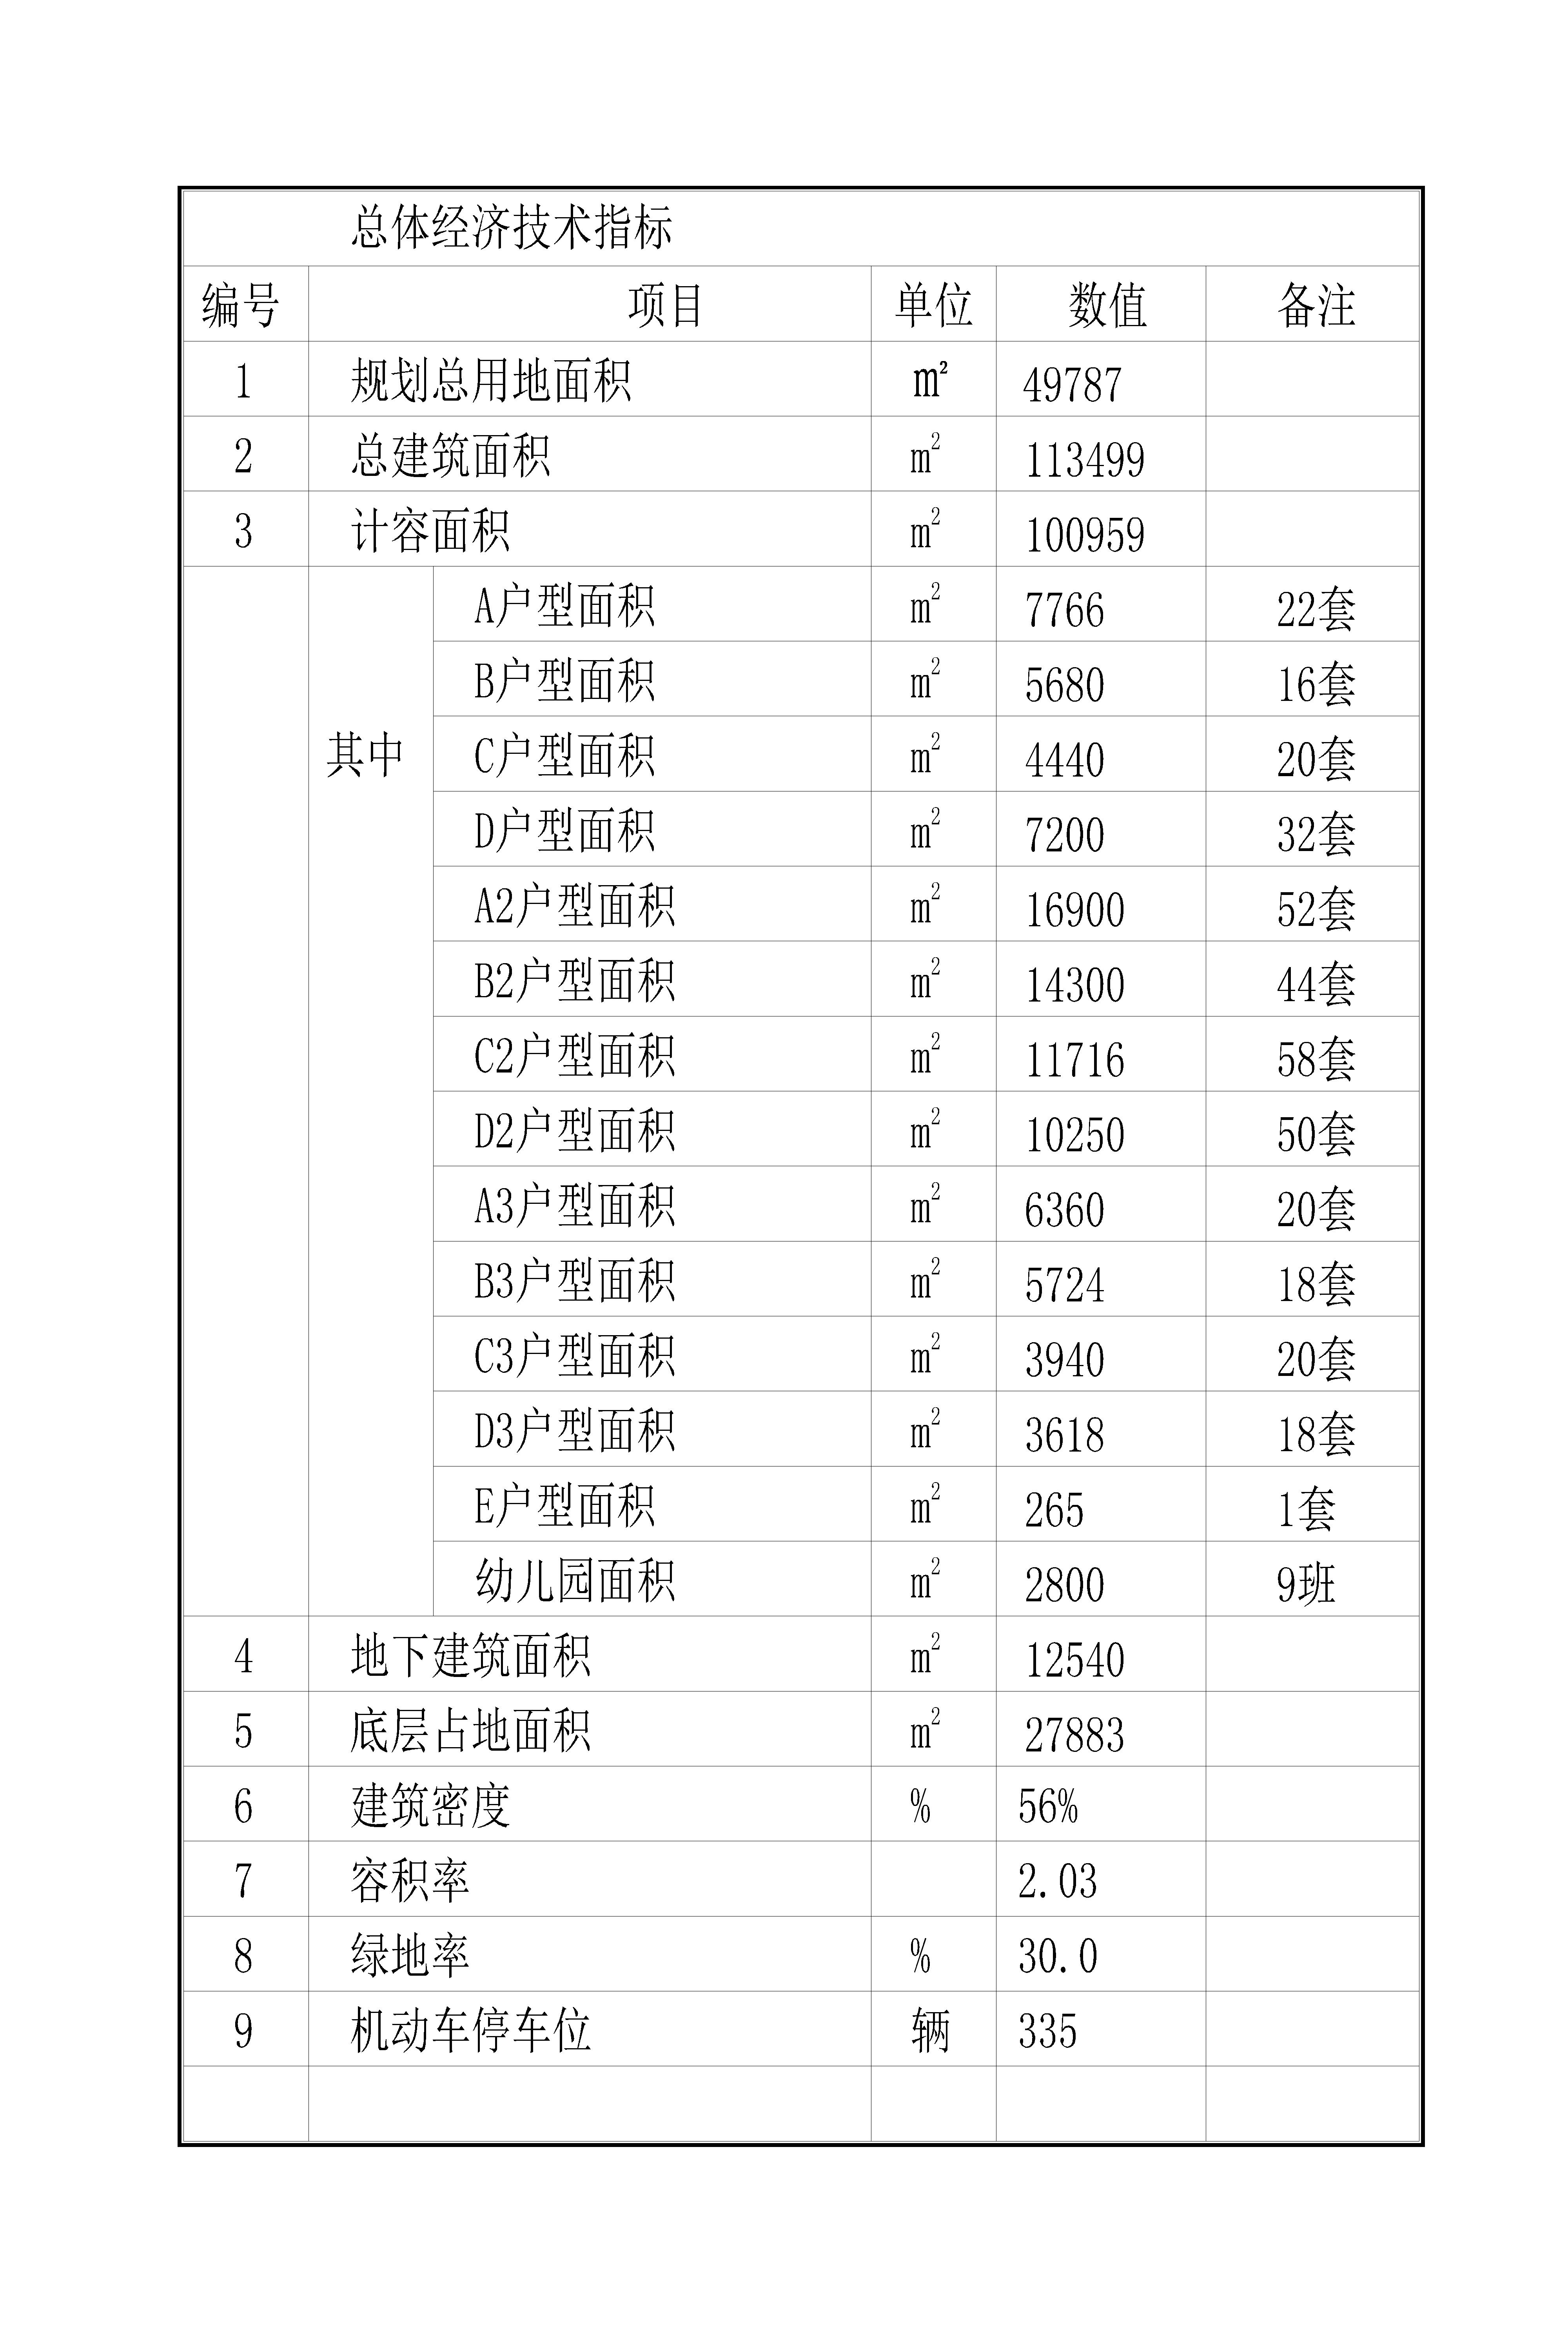 总体经济技术指标
编号 项目 单位 数值 备注
1 规划总用地面积 m² 49787
2 总建筑面积 m² 113499
3 计容面积 m² 100959
其中
A户型面积 m² 7766 22套
B户型面积 m² 5680 16套
C户型面积 m² 4440 20套
D户型面积 m² 7200 32套
A2户型面积 m² 16900 52套
B2户型面积 m² 14300 44套
C2户型面积 m² 11716 58套
D2户型面积 m² 10250 50套
A3户型面积 m² 6360 20套
B3户型面积 m² 5724 18套
C3户型面积 m² 3940 20套
D3户型面积 m² 3618 18套
E户型面积 m² 265 1套
幼儿园面积 m² 2800 9班
4 地下建筑面积 m² 12540
5 底层占地面积 m² 27883
6 建筑密度 % 56%
7 容积率 2.03
8 绿地率 % 30.0
9 机动车停车位 辆 335